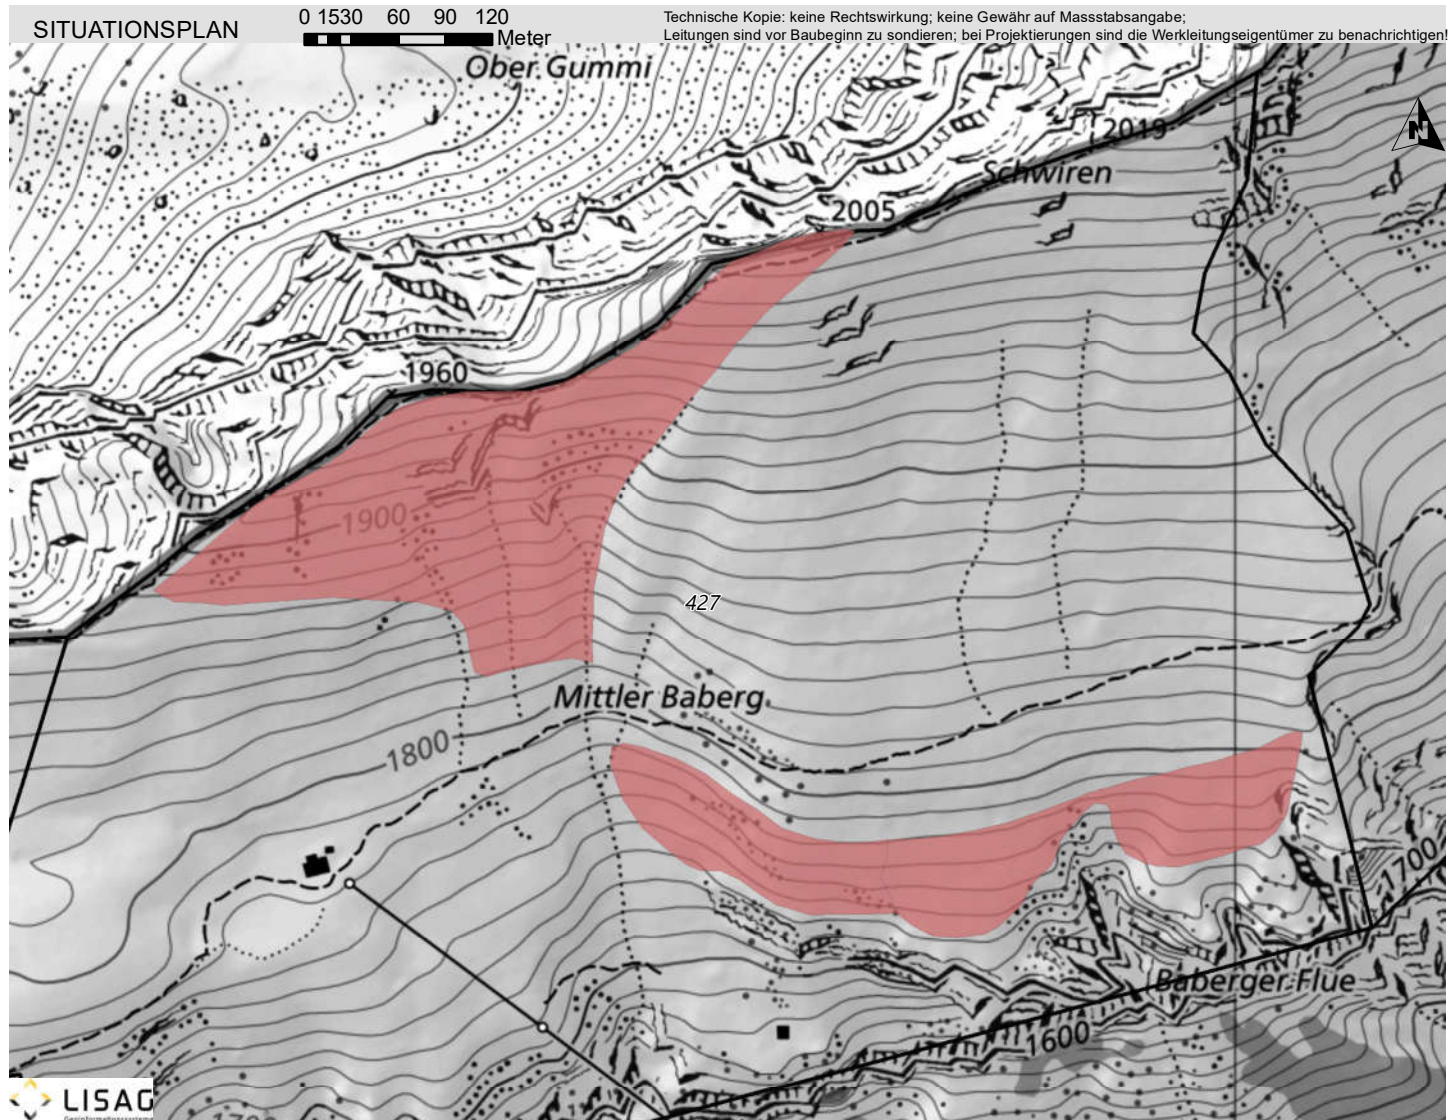 SITUATIONSPLAN
0 1530 60 90 120
Meter
Technische Kopie: keine Rechtswirkung; keine Gewähr auf Massstabsangabe;
Leitungen sind vor Baubeginn zu sondieren; bei Projektierungen sind die Werkleitungseigentümer zu benachrichtigen!
Ober Gummi
N
2019
Schwiren
2005
1960
1900
427
Mittler Baberg
1800
1700
Baberger Flue
1600
LISAG